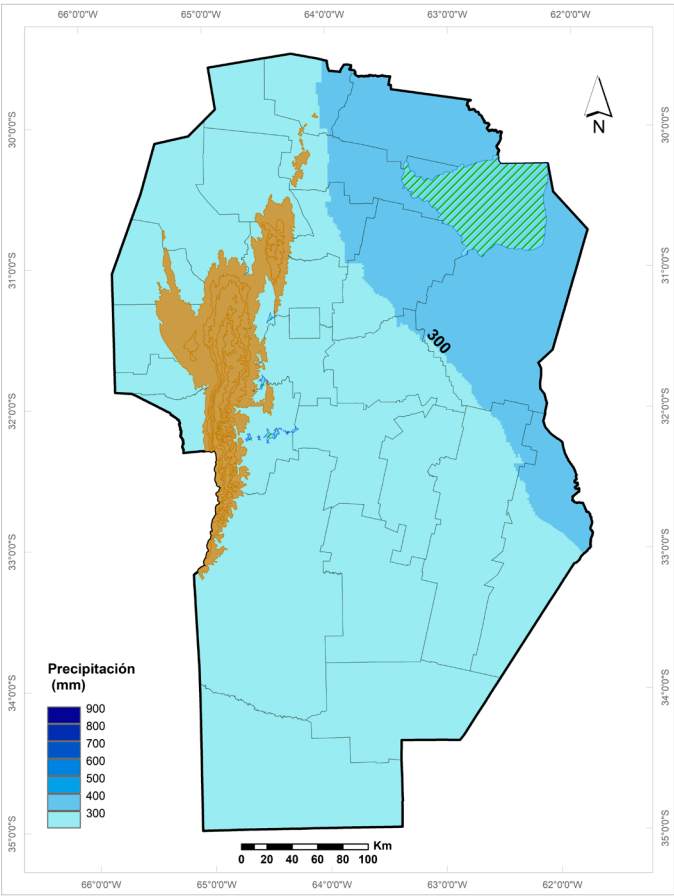 66°0'0"W 65°0'0"W 64°0'0"W 63°0'0"W 62°0'0"W
30°0'0"S 30°0'0"S
N
31°0'0"S 31°0'0"S
300
32°0'0"S 32°0'0"S
33°0'0"S 33°0'0"S
Precipitación
(mm)
34°0'0"S 34°0'0"S
900
800
700
600
500
400
300
35°0'0"S 35°0'0"S
Km
0 20 40 60 80 100
66°0'0"W 65°0'0"W 64°0'0"W 63°0'0"W 62°0'0"W